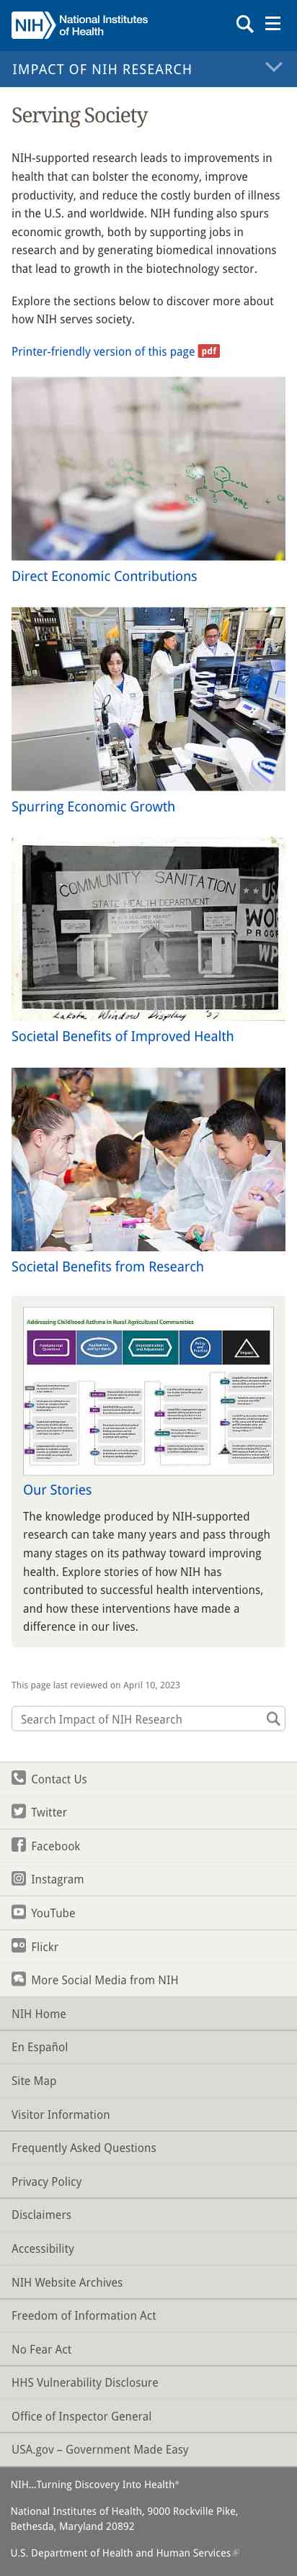 NIH
National Institutes
of Health
IMPACT OF NIH RESEARCH
Serving Society
NIH-supported research leads to improvements in
health that can bolster the economy, improve
productivity, and reduce the costly burden of illness
in the U.S. and worldwide. NIH funding also spurs
economic growth, both by supporting jobs in
research and by generating biomedical innovations
that lead to growth in the biotechnology sector.
Explore the sections below to discover more about
how NIH serves society.
Printer-friendly version of this page pdf
Direct Economic Contributions
Spurring Economic Growth
COMMUNITY SANITATION
STATE HEALTH DEPARTMENT
US
WPA
Window Display '37
Societal Benefits of Improved Health
Societal Benefits from Research
Addressing Childhood Asthma in Rural Agricultural Communities
Impact
Our Stories
The knowledge produced by NIH-supported
research can take many years and pass through
many stages on its pathway toward improving
health. Explore stories of how NIH has
contributed to successful health interventions,
and how these interventions have made a
difference in our lives.
This page last reviewed on April 10, 2023
Search Impact of NIH Research
Contact Us
Twitter
Facebook
Instagram
YouTube
Flickr
More Social Media from NIH
NIH Home
En Español
Site Map
Visitor Information
Frequently Asked Questions
Privacy Policy
Disclaimers
Accessibility
NIH Website Archives
Freedom of Information Act
No Fear Act
HHS Vulnerability Disclosure
Office of Inspector General
USA.gov – Government Made Easy
NIH...Turning Discovery Into Health®
National Institutes of Health, 9000 Rockville Pike,
Bethesda, Maryland 20892
U.S. Department of Health and Human Services